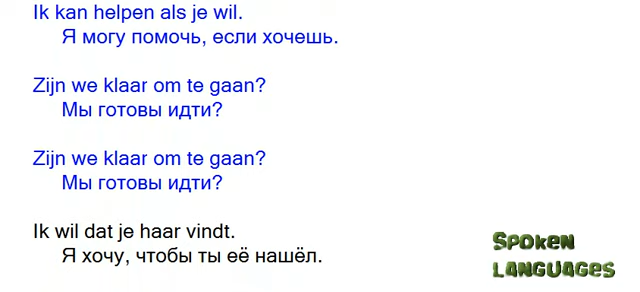 Ik kan helpen als je wil.
Я могу помочь, если хочешь.
Zijn we klaar om te gaan?
Мы готовы идти?
Zijn we klaar om te gaan?
Мы готовы идти?
Ik wil dat je haar vindt.
Я хочу, чтобы ты её нашёл.
Spoken
Languages